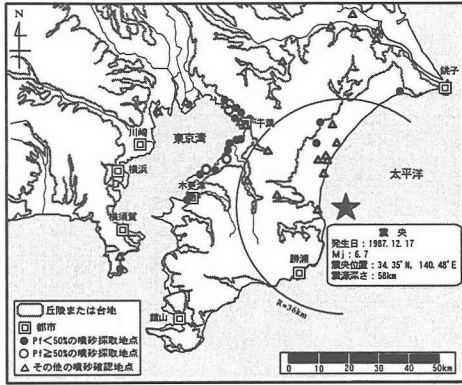 N
銚子
千葉
川崎
東京湾
横浜
太平洋
木更津
横須賀
震央
発生日：1987.12.17
Mj：6.7
震央位置：34.35°N, 140.48°E
震源深さ：58km
勝浦
R=36km
館山
丘陵または台地
都市
Pf＜50%の噴砂採取地点
Pf≧50%の噴砂採取地点
その他の噴砂確認地点
0 10 20 30 40 50km